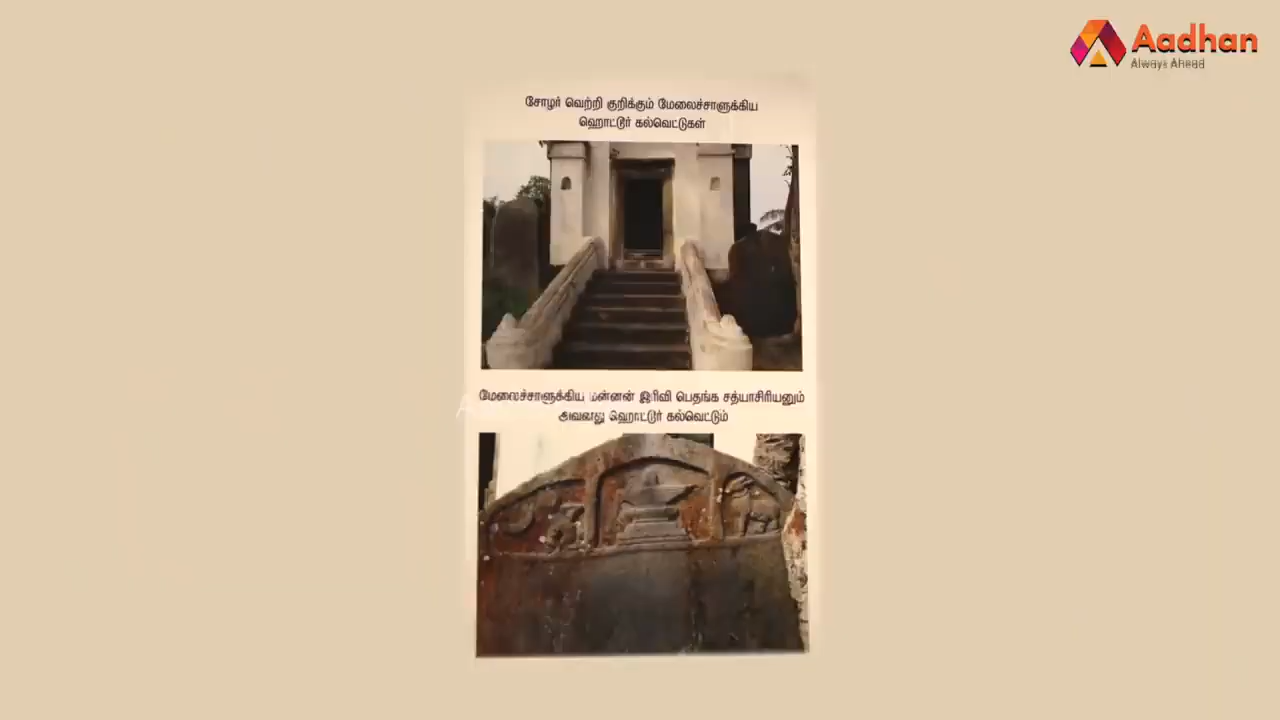 Aadhan
Always Ahead
சோழர் வெற்றி குறிக்கும் மேலைச்சாளுக்கிய
ஹொட்டூர் கல்வெட்டுகள்
மேலைச்சாளுக்கிய மன்னன் இரிவி பெதங்க சத்யாசிரியனும்
அவனது ஹொட்டூர் கல்வெட்டும்